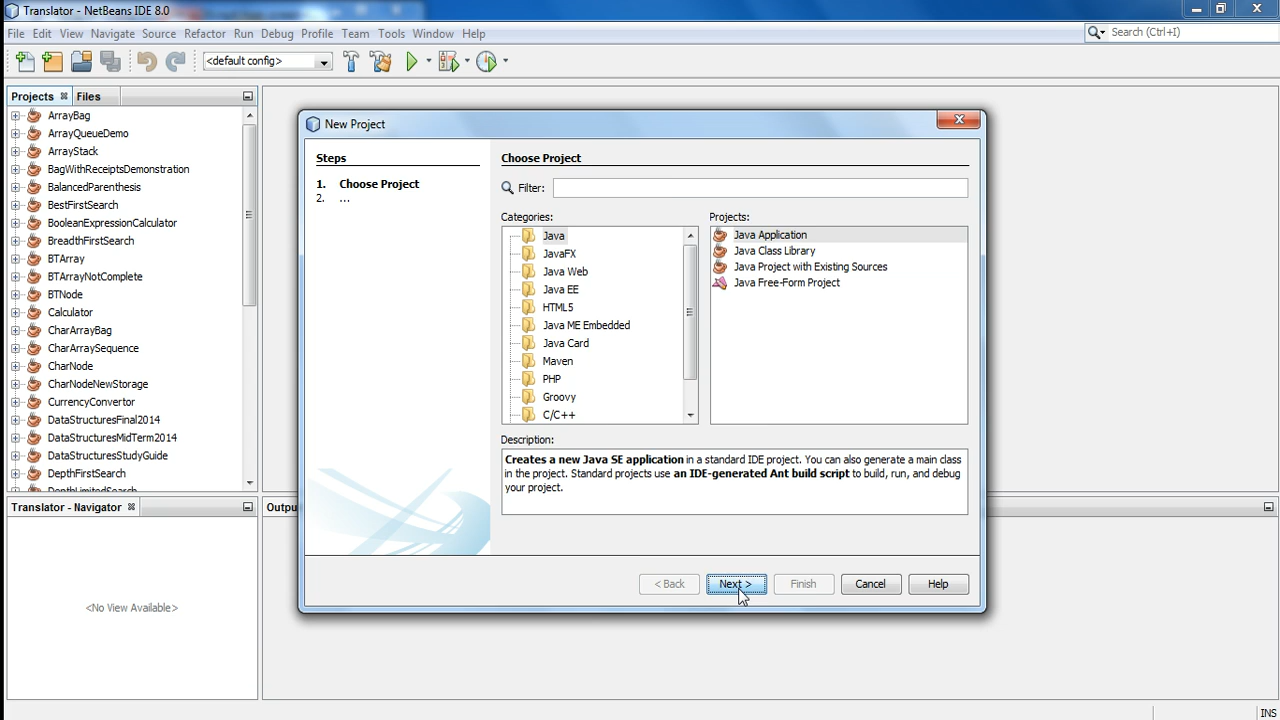 Translator - NetBeans IDE 8.0
File Edit View Navigate Source Refactor Run Debug Profile Team Tools Window Help
Search (Ctrl+I)
<default config>
Projects Files
ArrayBag
ArrayQueueDemo
ArrayStack
BagWithReceiptsDemonstration
BalancedParenthesis
BestFirstSearch
BooleanExpressionCalculator
BreadthFirstSearch
BTArray
BTArrayNotComplete
BTNode
Calculator
CharArrayBag
CharArraySequence
CharNode
CharNodeNewStorage
CurrencyConvertor
DataStructuresFinal2014
DataStructuresMidTerm2014
DataStructuresStudyGuide
DepthFirstSearch
DepthLimitedSearch
Translator - Navigator
<No View Available>
Outpu
New Project
Steps
1. Choose Project
2. ...
Choose Project
Filter:
Categories:
Java
JavaFX
Java Web
Java EE
HTML5
Java ME Embedded
Java Card
Maven
PHP
Groovy
C/C++
Projects:
Java Application
Java Class Library
Java Project with Existing Sources
Java Free-Form Project
Description:
Creates a new Java SE application in a standard IDE project. You can also generate a main class
in the project. Standard projects use an IDE-generated Ant build script to build, run, and debug
your project.
< Back Next > Finish Cancel Help
INS